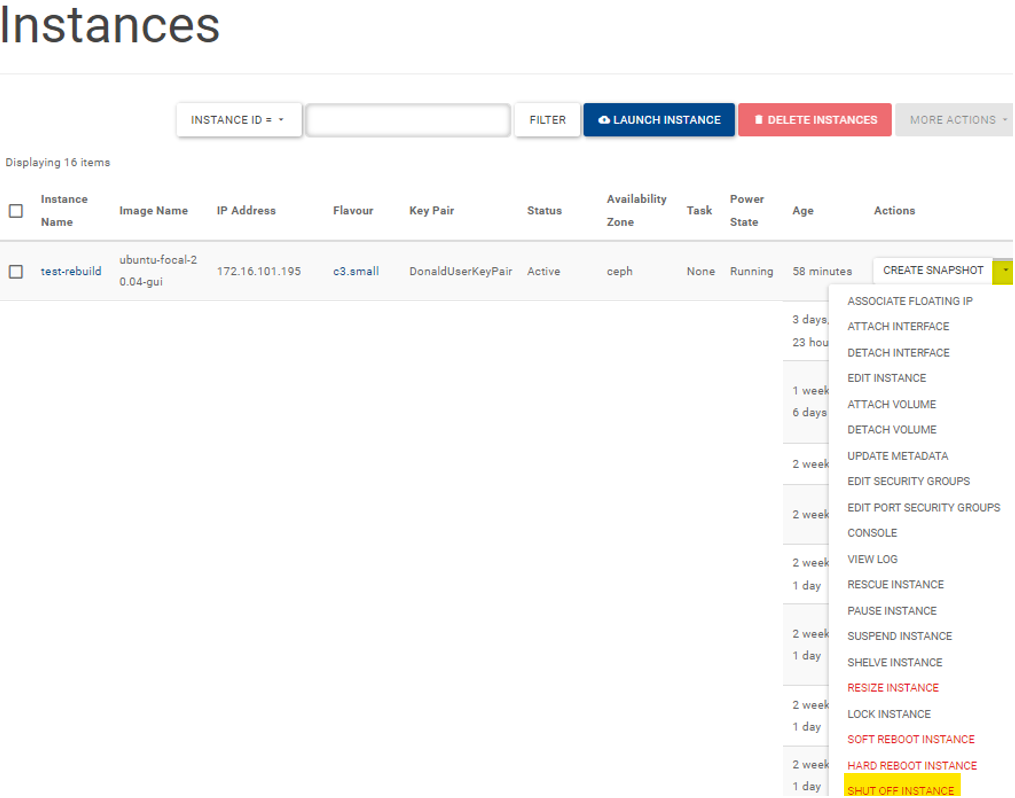 Instances
INSTANCE ID =
FILTER
LAUNCH INSTANCE
DELETE INSTANCES
MORE ACTIONS
Displaying 16 items
Instance Name
Image Name
IP Address
Flavour
Key Pair
Status
Availability Zone
Task
Power State
Age
Actions
test-rebuild
ubuntu-focal-2
0.04-gui
172.16.101.195
c3.small
DonaldUserKeyPair
Active
ceph
None
Running
58 minutes
CREATE SNAPSHOT
ASSOCIATE FLOATING IP
ATTACH INTERFACE
DETACH INTERFACE
EDIT INSTANCE
ATTACH VOLUME
DETACH VOLUME
UPDATE METADATA
EDIT SECURITY GROUPS
EDIT PORT SECURITY GROUPS
CONSOLE
VIEW LOG
RESCUE INSTANCE
PAUSE INSTANCE
SUSPEND INSTANCE
SHELVE INSTANCE
RESIZE INSTANCE
LOCK INSTANCE
SOFT REBOOT INSTANCE
HARD REBOOT INSTANCE
SHUT OFF INSTANCE
3 days,
23 hou
1 week
6 days
2 week
2 week
2 week
1 day
2 week
1 day
2 week
1 day
2 week
1 day